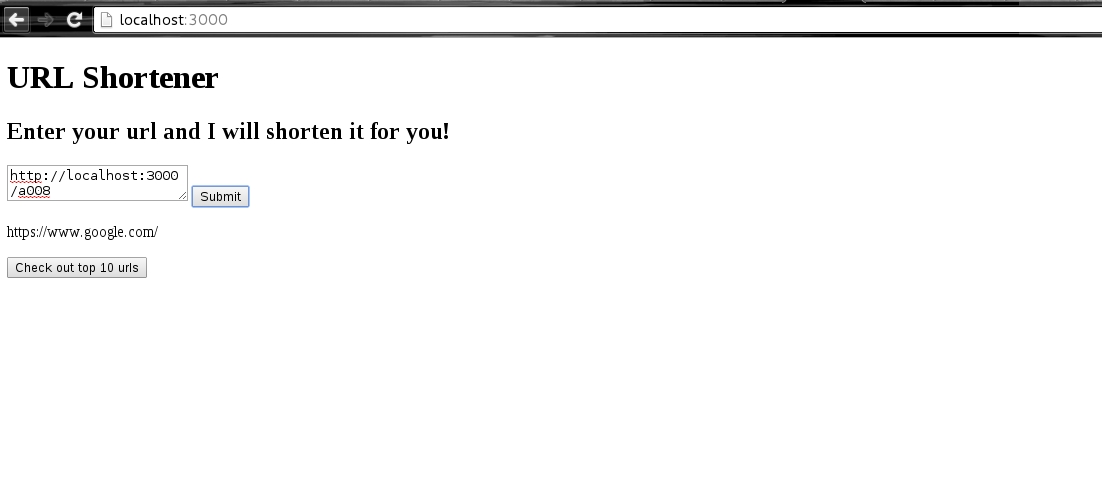 localhost:3000
URL Shortener
Enter your url and I will shorten it for you!
http://localhost:3000
/a008
Submit
https://www.google.com/
Check out top 10 urls